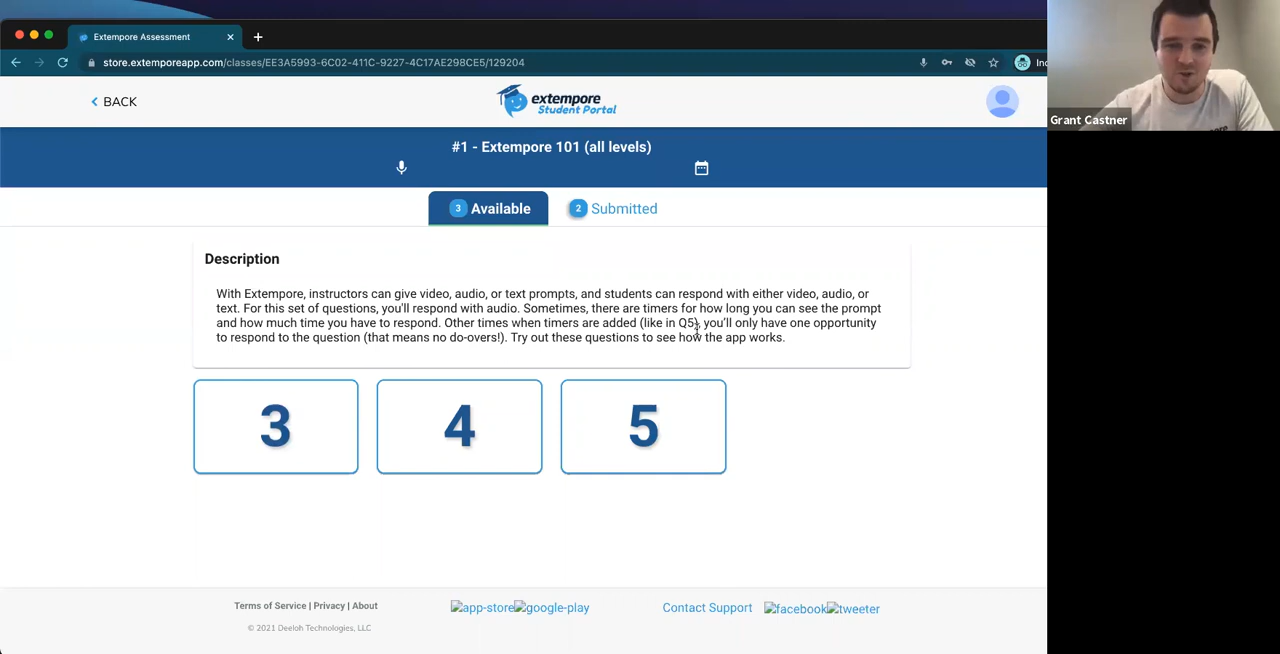 Extempore Assessment
store.extemporeapp.com/classes/EE3A5993-6C02-411C-9227-4C17AE298CE5/129204
BACK
extempore
Student Portal
Grant Castner
#1 - Extempore 101 (all levels)
3 Available
2 Submitted
Description
With Extempore, instructors can give video, audio, or text prompts, and students can respond with either video, audio, or
text. For this set of questions, you'll respond with audio. Sometimes, there are timers for how long you can see the prompt
and how much time you have to respond. Other times when timers are added (like in Q5), you'll only have one opportunity
to respond to the question (that means no do-overs!). Try out these questions to see how the app works.
3
4
5
Terms of Service | Privacy | About
app-store google-play
Contact Support
facebook tweeter
© 2021 Deeloh Technologies, LLC